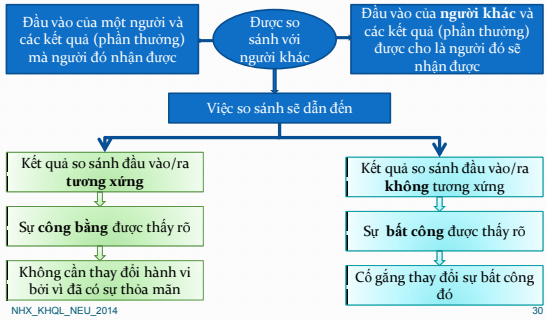 Đầu vào của một người và
các kết quả (phần thưởng)
mà người đó nhận được
Được so
sánh với
người khác
Đầu vào của người khác và
các kết quả (phần thưởng)
được cho là người đó sẽ
nhận được
Việc so sánh sẽ dẫn đến
Kết quả so sánh đầu vào/ra
tương xứng
Sự công bằng được thấy rõ
Không cần thay đổi hành vi
bởi vì đã có sự thỏa mãn
Kết quả so sánh đầu vào/ra
không tương xứng
Sự bất công được thấy rõ
Cố gắng thay đổi sự bất công
đó
NHX_KHQL_NEU_2014
30